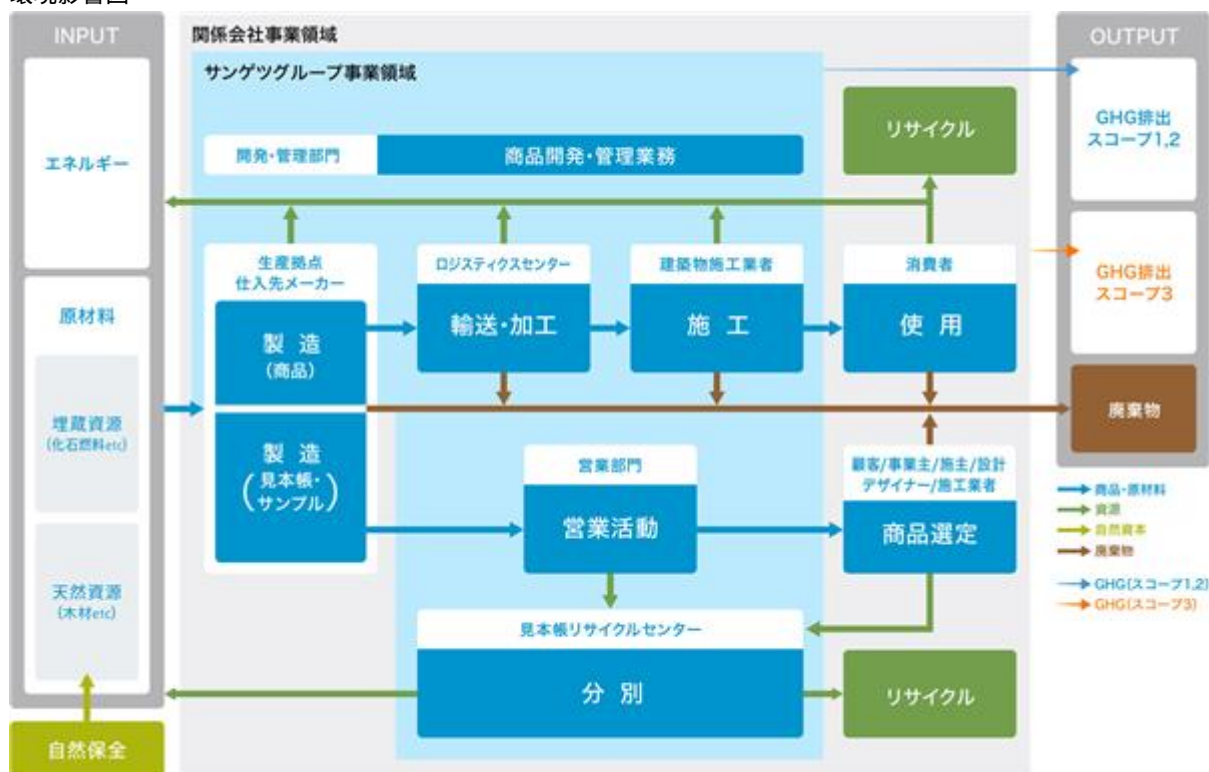 環境影響図
INPUT
エネルギー
原材料
埋蔵資源
(化石燃料etc)
天然資源
(木材etc)
自然保全
関係会社事業領域
サンゲツグループ事業領域
開発・管理部門
商品開発・管理業務
リサイクル
生産拠点
仕入先メーカー
製造
(商品)
製造
(見本帳・
サンプル)
ロジスティクスセンター
輸送・加工
建築物施工業者
施工
消費者
使用
営業部門
営業活動
顧客/事業主/施主/設計
デザイナー/施工業者
商品選定
見本帳リサイクルセンター
分別
リサイクル
OUTPUT
GHG排出
スコープ1,2
GHG排出
スコープ3
廃棄物
商品・原材料
資源
自然資本
廃棄物
GHG(スコープ1,2)
GHG(スコープ3)